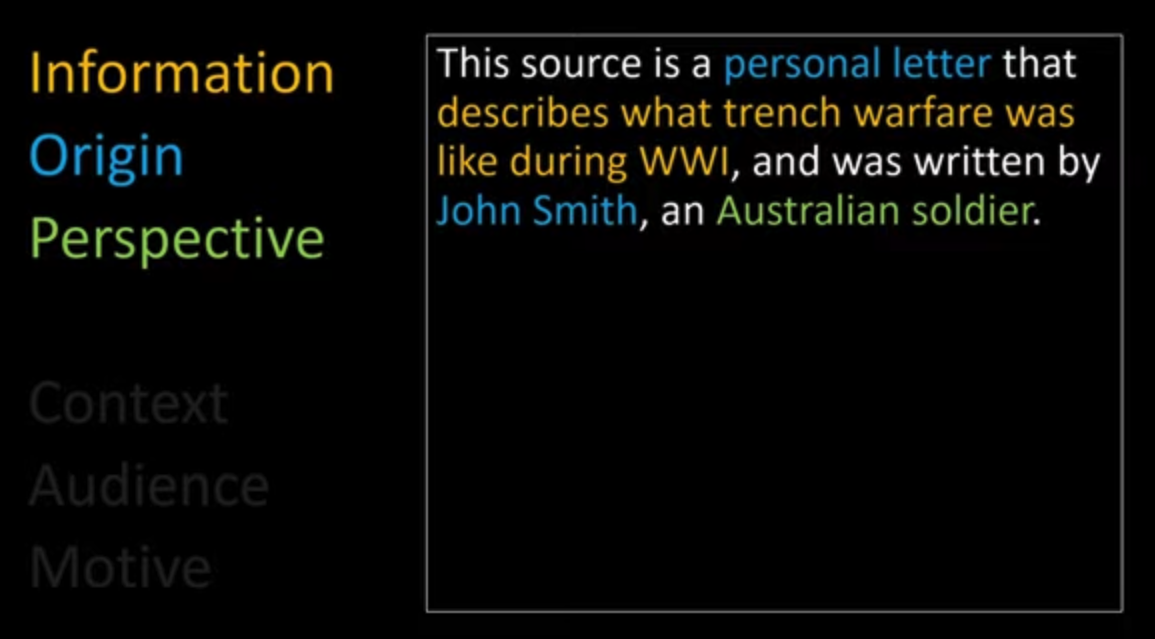 Information
Origin
Perspective
Context
Audience
Motive
This source is a personal letter that
describes what trench warfare was
like during WWI, and was written by
John Smith, an Australian soldier.